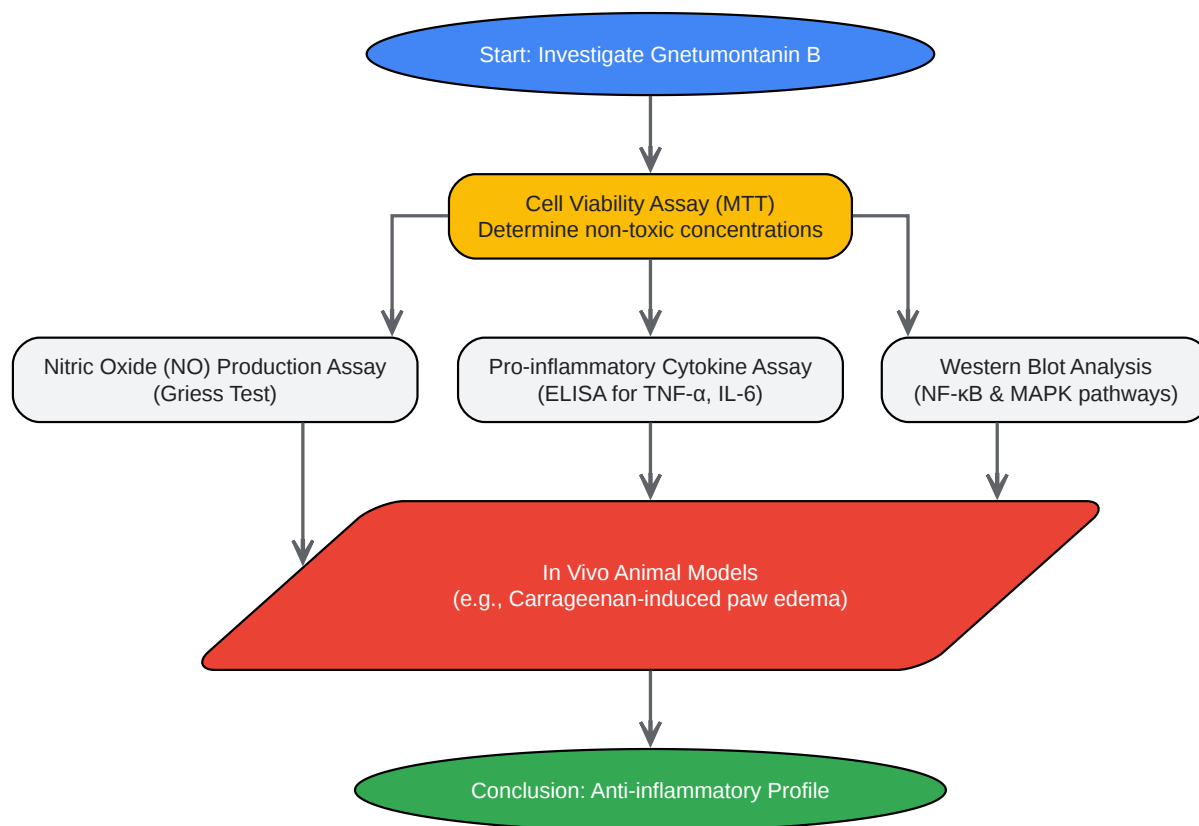 Start: Investigate Gnetumontanin B
Cell Viability Assay (MTT)
Determine non-toxic concentrations
Nitric Oxide (NO) Production Assay
(Griess Test)
Pro-inflammatory Cytokine Assay
(ELISA for TNF-α, IL-6)
Western Blot Analysis
(NF-κB & MAPK pathways)
In Vivo Animal Models
(e.g., Carrageenan-induced paw edema)
Conclusion: Anti-inflammatory Profile